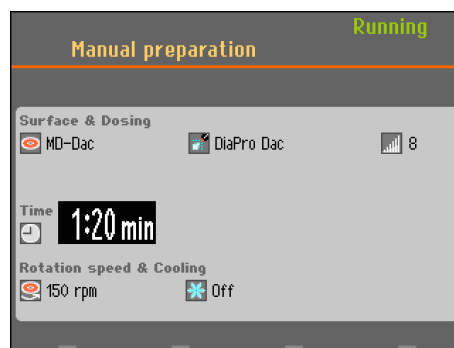 Running
Manual preparation
Surface & Dosing
MD-Dac DiaPro Dac 8
Time
1:20 min
Rotation speed & Cooling
150 rpm Off